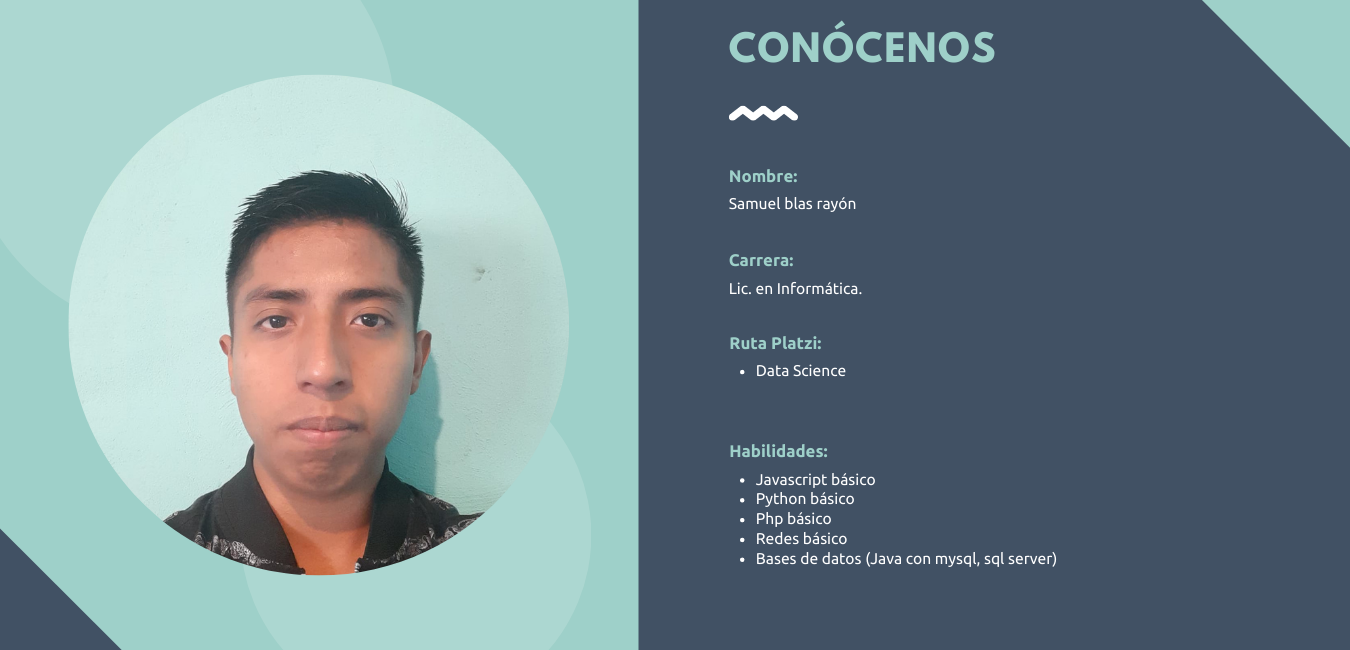 CONÓCENOS
Nombre:
Samuel blas rayón
Carrera:
Lic. en Informática.
Ruta Platzi:
• Data Science
Habilidades:
• Javascript básico
• Python básico
• Php básico
• Redes básico
• Bases de datos (Java con mysql, sql server)